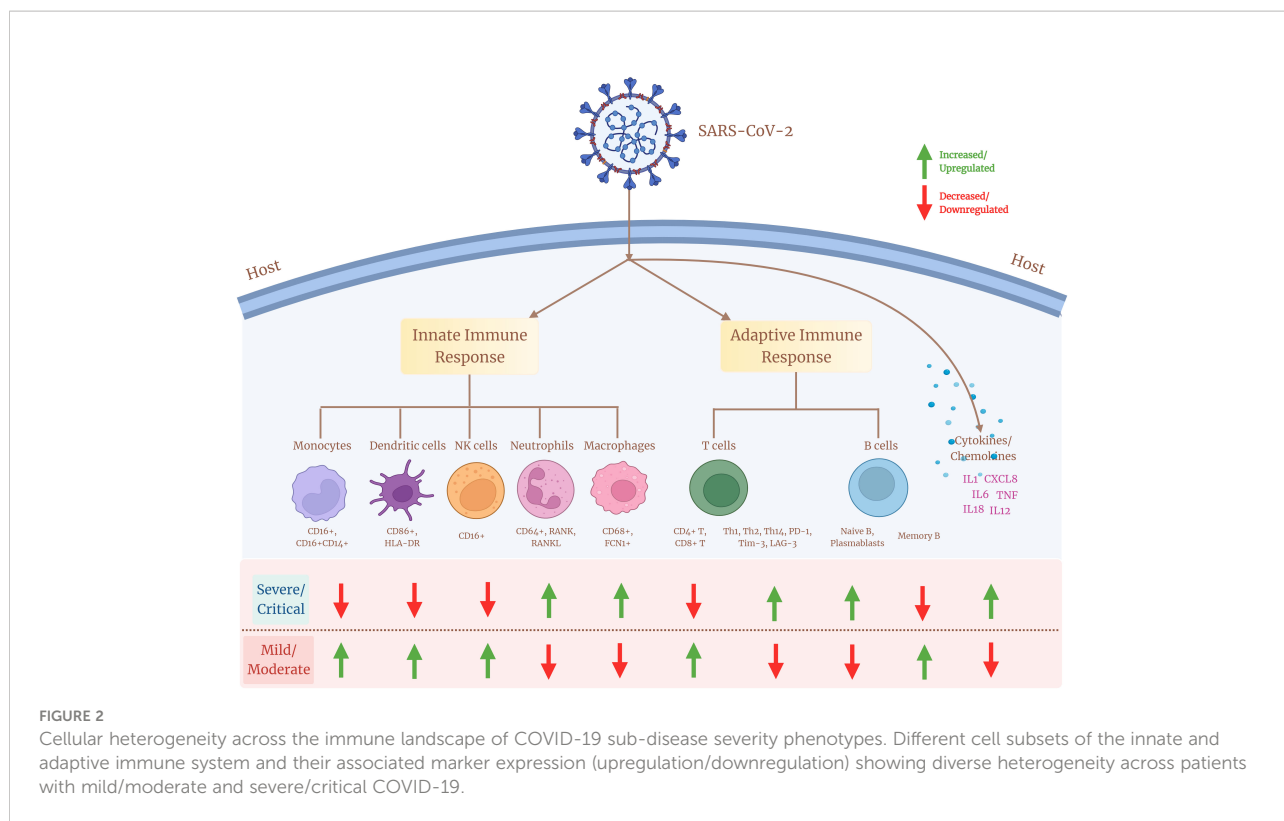 SARS-CoV-2
Increased/
Upregulated
Decreased/
Downregulated
Host
Host
Innate Immune
Response
Adaptive Immune
Response
Monocytes
Dendritic cells
NK cells
Neutrophils
Macrophages
T cells
B cells
Cytokines/
Chemokines
IL1 CXCL8
IL6 TNF
IL18 IL12
CD16+,
CD16+CD14+
CD86+,
HLA-DR
CD16+
CD64+, RANK,
RANKL
CD68+,
FCN1+
CD4+ T,
CD8+ T
Th1, Th2, Th14, PD-1,
Tim-3, LAG-3
Naive B,
Plasmablasts
Memory B
Severe/
Critical
Mild/
Moderate
FIGURE 2
Cellular heterogeneity across the immune landscape of COVID-19 sub-disease severity phenotypes. Different cell subsets of the innate and
adaptive immune system and their associated marker expression (upregulation/downregulation) showing diverse heterogeneity across patients
with mild/moderate and severe/critical COVID-19.